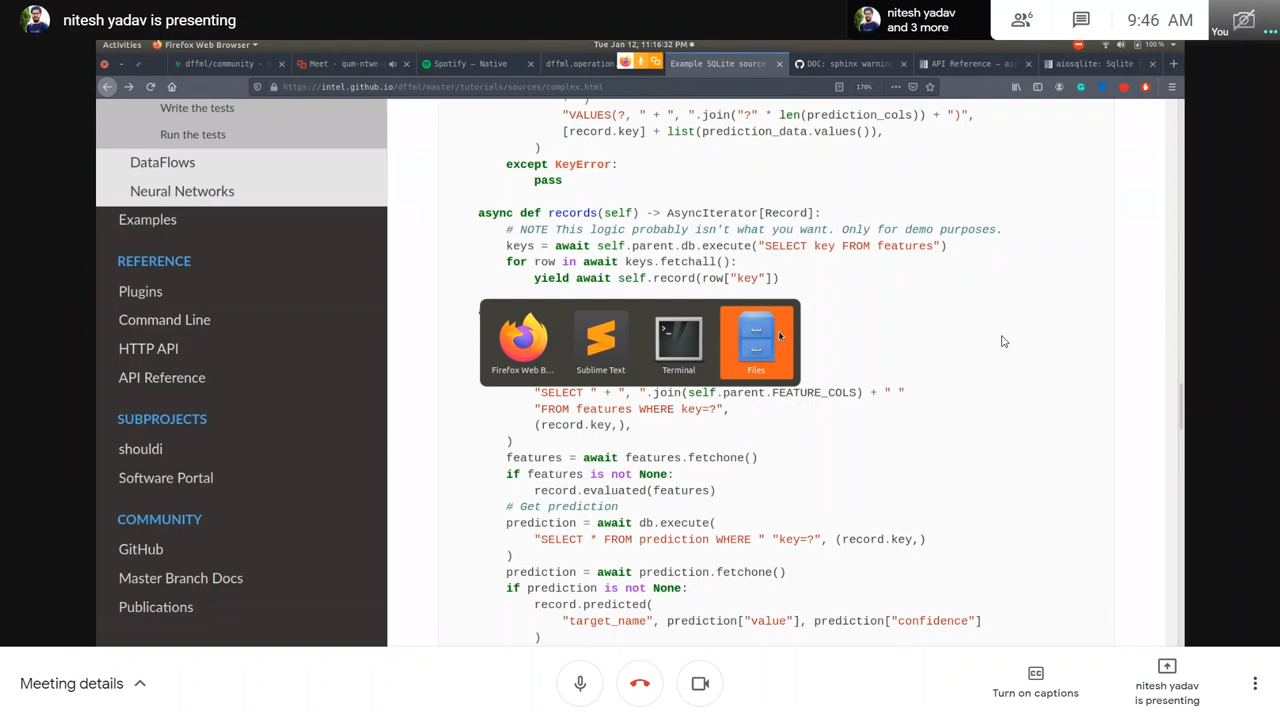 nitesh yadav is presenting
nitesh yadav
and 3 more
6
9:46 AM
You
Activities
Firefox Web Browser
Tue Jan 12, 11:16:32 PM
100 %
dffml/community -
Meet - qum-ntwe-
Spotify – Native
dffml.operation
Example SQLite source
DOC: sphinx warning
API Reference — aio
aiosqlite: Sqlite
https://intel.github.io/dffml/master/tutorials/sources/complex.html
170%
Write the tests
Run the tests
DataFlows
Neural Networks
Examples
REFERENCE
Plugins
Command Line
HTTP API
API Reference
SUBPROJECTS
shouldi
Software Portal
COMMUNITY
GitHub
Master Branch Docs
Publications
"VALUES(?, " + ", ".join("?" * len(prediction_cols)) + ")",
[record.key] + list(prediction_data.values()),
)
except KeyError:
pass
async def records(self) -> AsyncIterator[Record]:
# NOTE This logic probably isn't what you want. Only for demo purposes.
keys = await self.parent.db.execute("SELECT key FROM features")
for row in await keys.fetchall():
yield await self.record(row["key"])
Firefox Web B...
Sublime Text
Terminal
Files
"SELECT " + ", ".join(self.parent.FEATURE_COLS) + " "
"FROM features WHERE key=?",
(record.key,),
)
features = await features.fetchone()
if features is not None:
record.evaluated(features)
# Get prediction
prediction = await db.execute(
"SELECT * FROM prediction WHERE " "key=?", (record.key,)
)
prediction = await prediction.fetchone()
if prediction is not None:
record.predicted(
"target_name", prediction["value"], prediction["confidence"]
)
Meeting details
CC
Turn on captions
nitesh yadav
is presenting